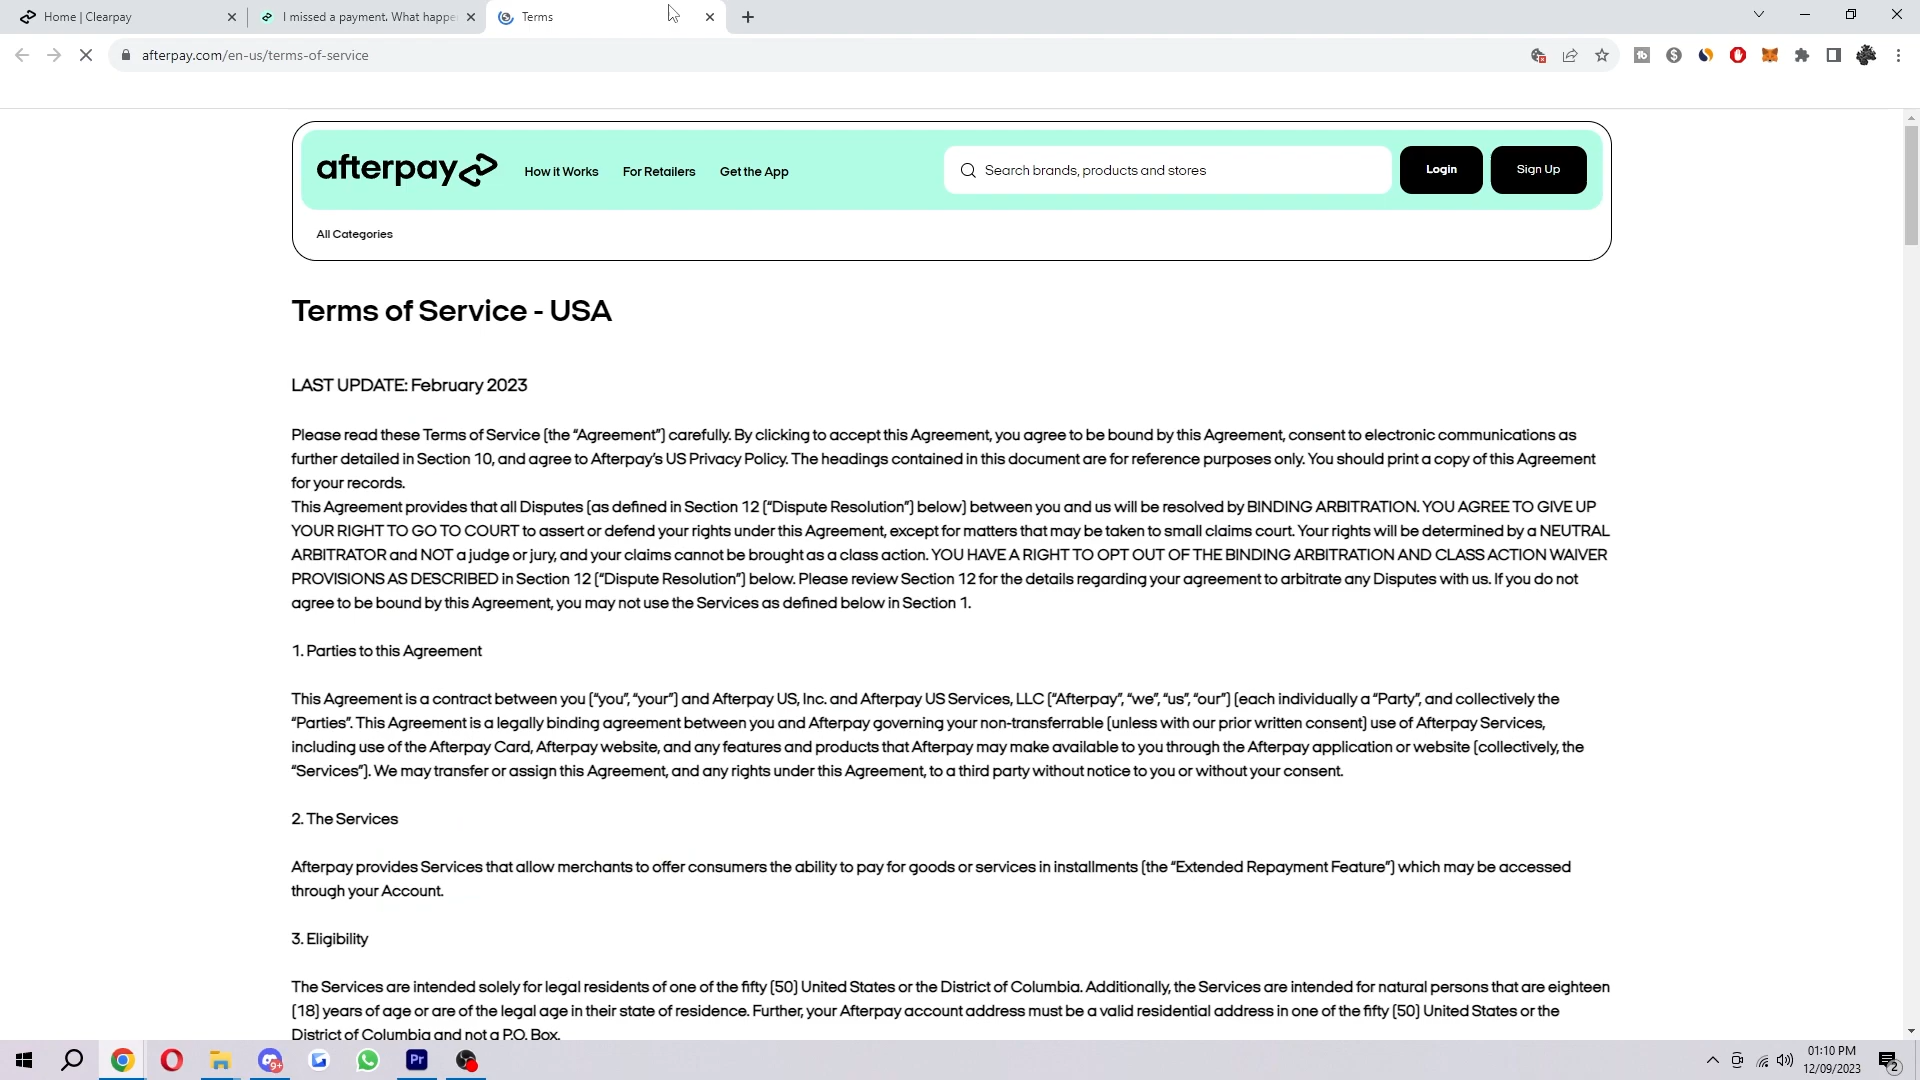 Home | Clearpay
I missed a payment. What happe
Terms
afterpay.com/en-us/terms-of-service
afterpay
How it Works
For Retailers
Get the App
Search brands, products and stores
Login
Sign Up
All Categories
Terms of Service - USA
LAST UPDATE: February 2023
Please read these Terms of Service (the “Agreement”) carefully. By clicking to accept this Agreement, you agree to be bound by this Agreement, consent to electronic communications as
further detailed in Section 10, and agree to Afterpay’s US Privacy Policy. The headings contained in this document are for reference purposes only. You should print a copy of this Agreement
for your records.
This Agreement provides that all Disputes (as defined in Section 12 (“Dispute Resolution”) below) between you and us will be resolved by BINDING ARBITRATION. YOU AGREE TO GIVE UP
YOUR RIGHT TO GO TO COURT to assert or defend your rights under this Agreement, except for matters that may be taken to small claims court. Your rights will be determined by a NEUTRAL
ARBITRATOR and NOT a judge or jury, and your claims cannot be brought as a class action. YOU HAVE A RIGHT TO OPT OUT OF THE BINDING ARBITRATION AND CLASS ACTION WAIVER
PROVISIONS AS DESCRIBED in Section 12 (“Dispute Resolution”) below. Please review Section 12 for the details regarding your agreement to arbitrate any Disputes with us. If you do not
agree to be bound by this Agreement, you may not use the Services as defined below in Section 1.
1. Parties to this Agreement
This Agreement is a contract between you (“you”, “your”) and Afterpay US, Inc. and Afterpay US Services, LLC (“Afterpay”, “we”, “us”, “our”) (each individually a “Party”, and collectively the
“Parties”. This Agreement is a legally binding agreement between you and Afterpay governing your non-transferrable (unless with our prior written consent) use of Afterpay Services,
including use of the Afterpay Card, Afterpay website, and any features and products that Afterpay may make available to you through the Afterpay application or website (collectively, the
“Services”). We may transfer or assign this Agreement, and any rights under this Agreement, to a third party without notice to you or without your consent.
2. The Services
Afterpay provides Services that allow merchants to offer consumers the ability to pay for goods or services in installments (the “Extended Repayment Feature”) which may be accessed
through your Account.
3. Eligibility
The Services are intended solely for legal residents of one of the fifty (50) United States or the District of Columbia. Additionally, the Services are intended for natural persons that are eighteen
(18) years of age or are of the legal age in their state of residence. Further, your Afterpay account address must be a valid residential address in one of the fifty (50) United States or the
District of Columbia and not a P.O. Box.
9+
Pr
01:10 PM
12/09/2023
2